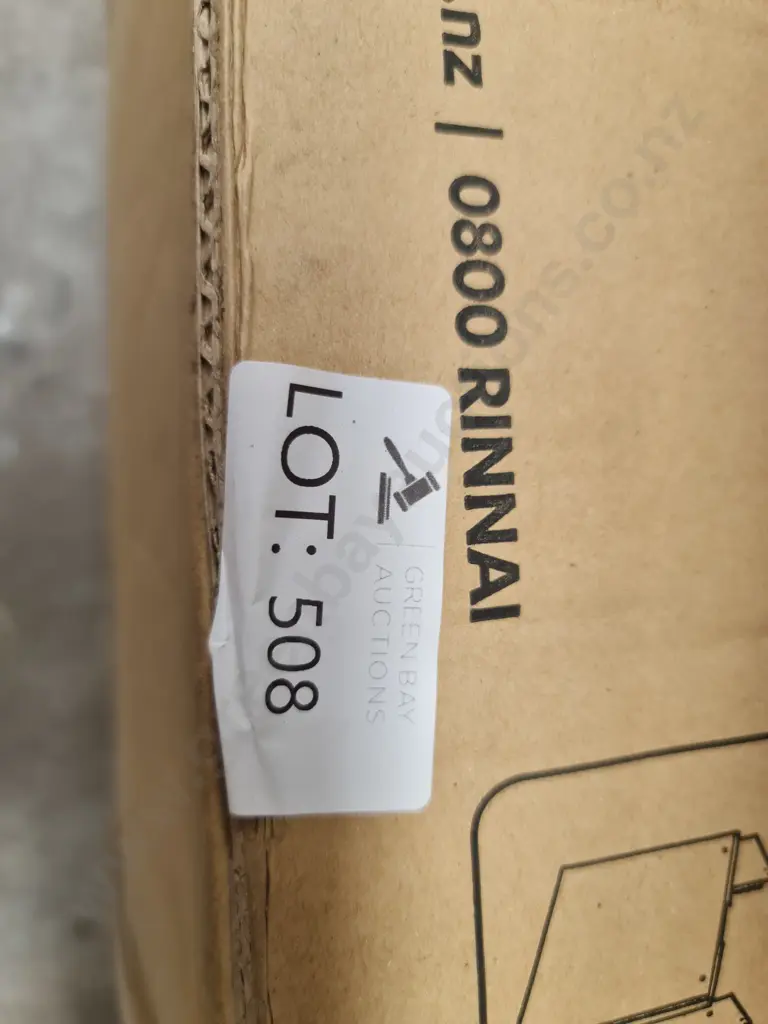 .nz | 0800 RINNAI
GREEN BAY
AUCTIONS
LOT: 508